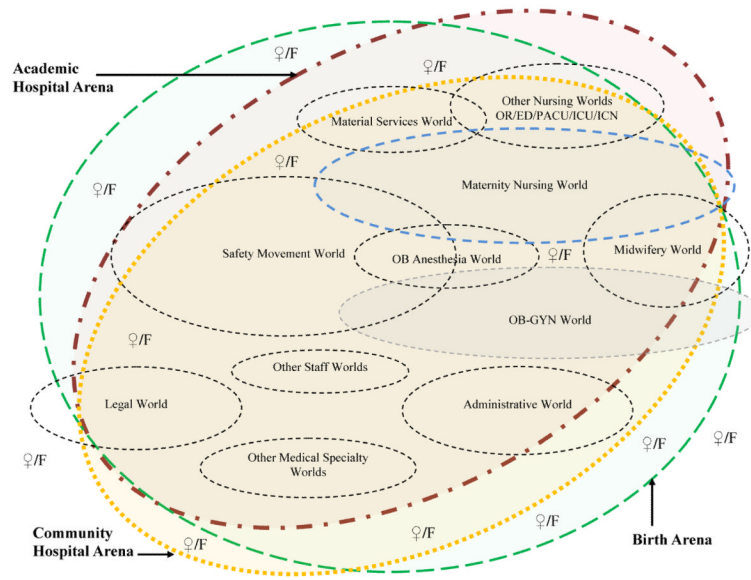 ♀/F
Academic
Hospital Arena
♀/F
Other Nursing Worlds
OR/ED/PACU/ICU/ICN
Material Services World
♀/F
♀/F
Maternity Nursing World
Safety Movement World
OB Anesthesia World
♀/F
Midwifery World
OB-GYN World
♀/F
Other Staff Worlds
Legal World
Administrative World
♀/F
♀/F
Other Medical Specialty
Worlds
♀/F
♀/F
♀/F
Community
Hospital Arena
♀/F
Birth Arena